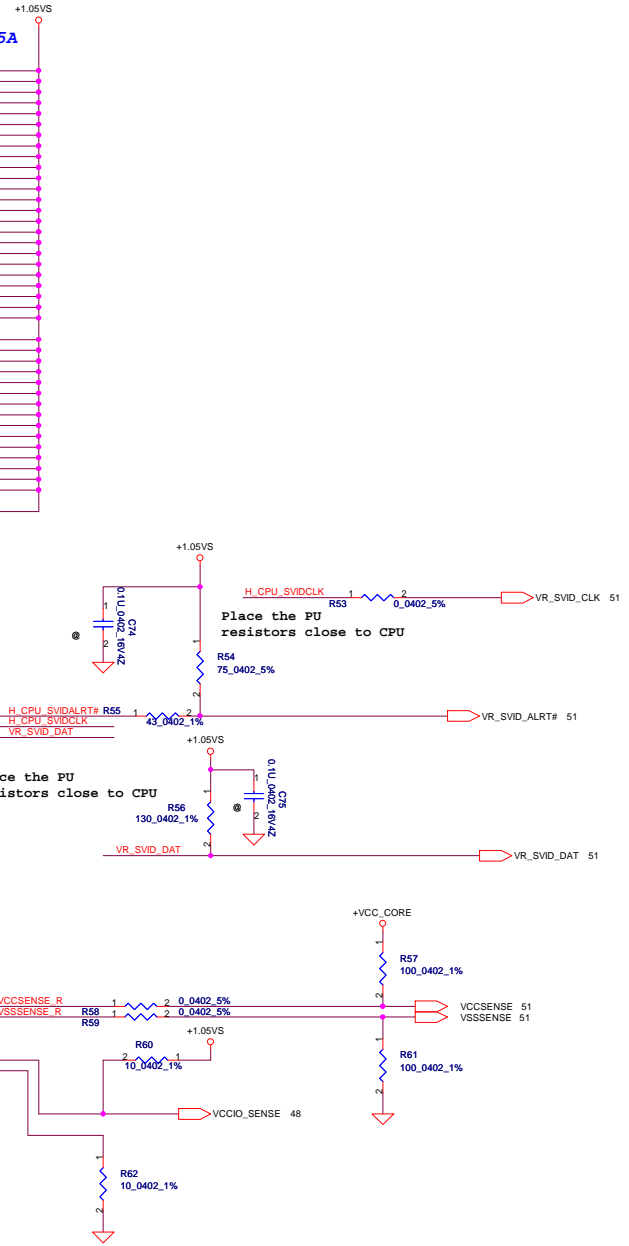 +1.05VS
5A
+1.05VS
H_CPU_SVIDCLK
1
2
R53
0_0402_5%
VR_SVID_CLK 51
1
2
0.1U_0402_16V4Z
C74
@
Place the PU
resistors close to CPU
1
R54
75_0402_5%
2
H_CPU_SVIDALRT#
R55
1
2
43_0402_1%
VR_SVID_ALRT# 51
H_CPU_SVIDCLK
VR_SVID_DAT
+1.05VS
ce the PU
istors close to CPU
1
R56
130_0402_1%
2
1
2
0.1U_0402_16V4Z
C75
@
VR_SVID_DAT
VR_SVID_DAT 51
+VCC_CORE
1
R57
100_0402_1%
2
VCCSENSE_R
R58
1
2
0_0402_5%
VCCSENSE 51
VSSSENSE_R
R59
1
2
0_0402_5%
VSSSENSE 51
+1.05VS
R60
2
1
10_0402_1%
1
R61
100_0402_1%
2
VCCIO_SENSE 48
1
R62
10_0402_1%
2